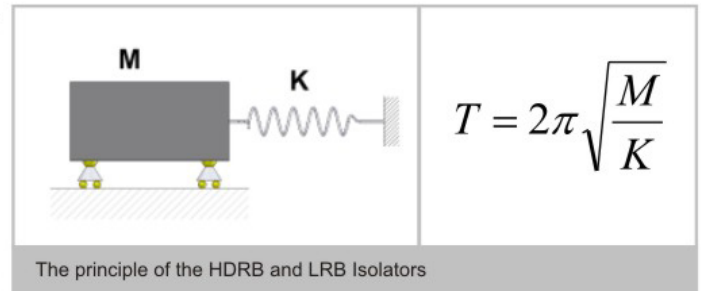 M
K
T = 2π√(M/K)
The principle of the HDRB and LRB Isolators